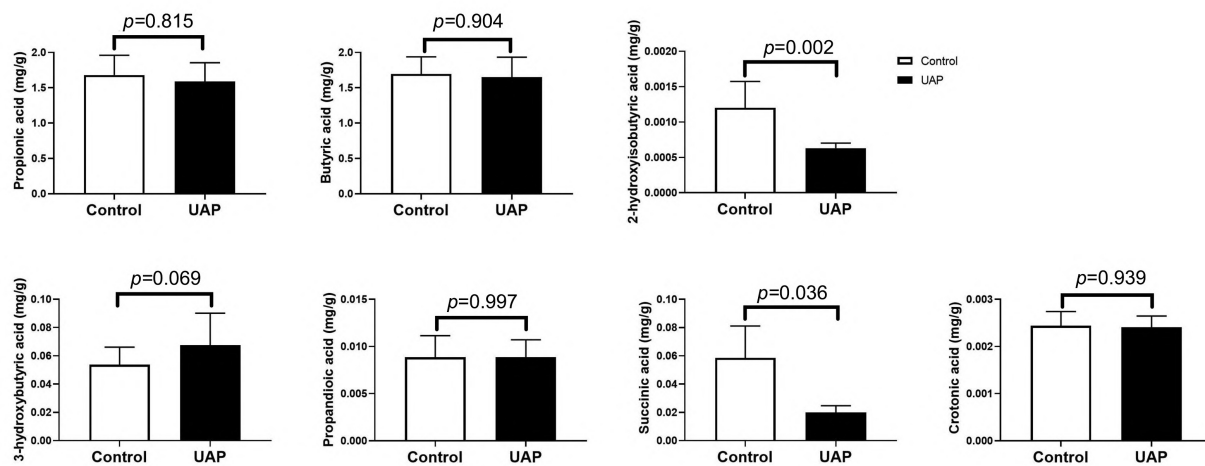 p=0.815
Propionic acid (mg/g)
2.0
1.5
1.0
0.5
0.0
Control UAP
p=0.904
Butyric acid (mg/g)
2.0
1.5
1.0
0.5
0.0
Control UAP
p=0.002
2-hydroxyisobutyric acid (mg/g)
0.0020
0.0015
0.0010
0.0005
0.0000
Control UAP
Control
UAP
p=0.069
3-hydroxybutyric acid (mg/g)
0.10
0.08
0.06
0.04
0.02
0.00
Control UAP
p=0.997
Propandioic acid (mg/g)
0.015
0.010
0.005
0.000
Control UAP
p=0.036
Succinic acid (mg/g)
0.10
0.08
0.06
0.04
0.02
0.00
Control UAP
p=0.939
Crotonic acid (mg/g)
0.003
0.002
0.001
0.000
Control UAP